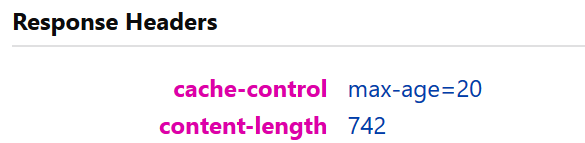 Response Headers
cache-control max-age=20
content-length 742